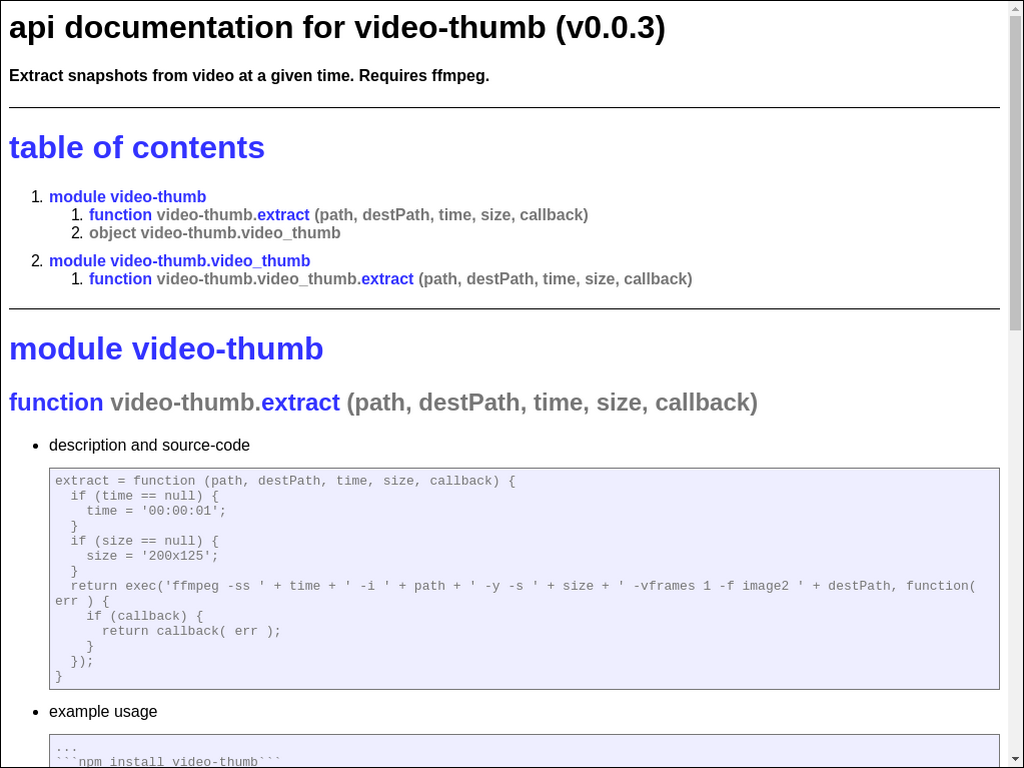 api documentation for video-thumb (v0.0.3)
Extract snapshots from video at a given time. Requires ffmpeg.
table of contents
1. module video-thumb
1. function video-thumb.extract (path, destPath, time, size, callback)
2. object video-thumb.video_thumb
2. module video-thumb.video_thumb
1. function video-thumb.video_thumb.extract (path, destPath, time, size, callback)
module video-thumb
function video-thumb.extract (path, destPath, time, size, callback)
• description and source-code
extract = function (path, destPath, time, size, callback) {
  if (time == null) {
    time = '00:00:01';
  }
  if (size == null) {
    size = '200x125';
  }
  return exec('ffmpeg -ss ' + time + ' -i ' + path + ' -y -s ' + size + ' -vframes 1 -f image2 ' + destPath, function(
err ) {
    if (callback) {
      return callback( err );
    }
  });
}
• example usage
...
```npm install video-thumb```